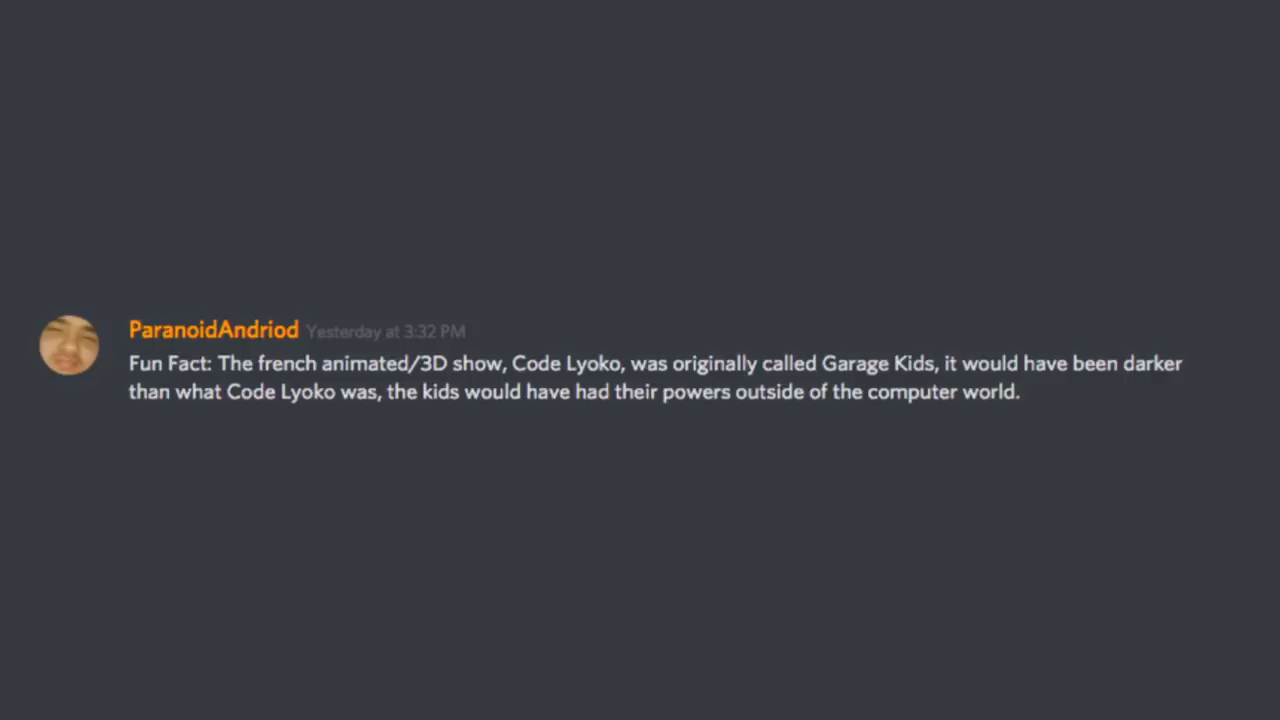 ParanoidAndriod Yesterday at 3:32 PM
Fun Fact: The french animated/3D show, Code Lyoko, was originally called Garage Kids, it would have been darker
than what Code Lyoko was, the kids would have had their powers outside of the computer world.